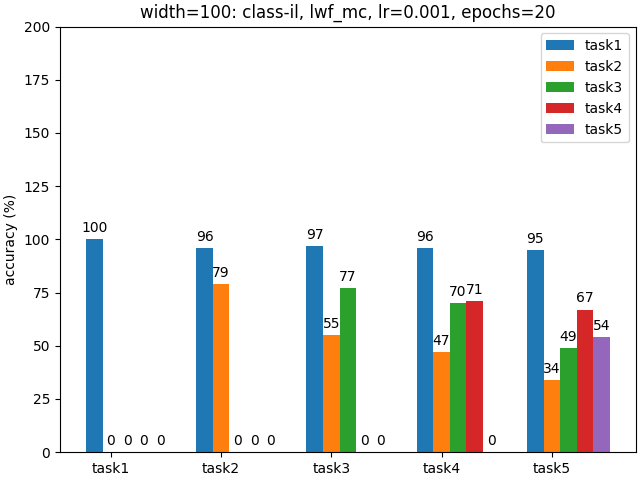 width=100: class-il, lwf_mc, lr=0.001, epochs=20
accuracy (%)
200
175
150
125
100
75
50
25
0
task1
task2
task3
task4
task5
100 0 0 0 0
96 79 0 0 0
97 55 77 0 0
96 47 70 71 0
95 34 49 67 54
task1 task2 task3 task4 task5